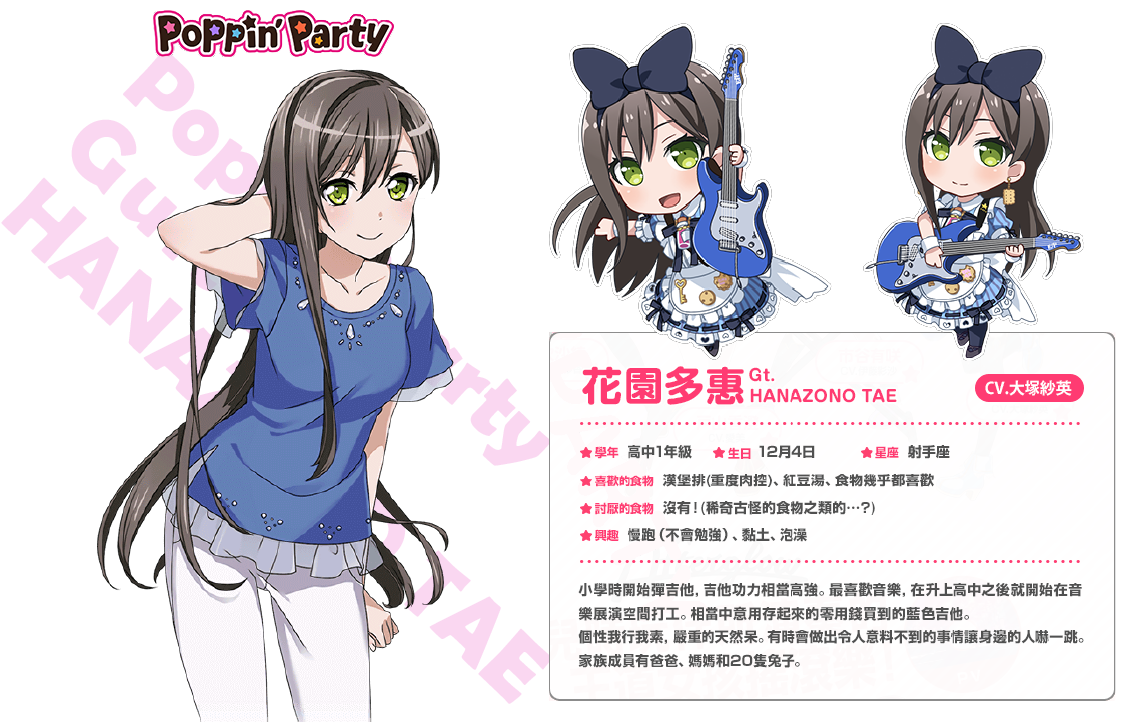 Poppin' Party
花園多惠 Gt. HANAZONO TAE
CV.大塚紗英
學年 高中1年級 生日 12月4日 星座 射手座
喜歡的食物 漢堡排(重度肉控)、紅豆湯、食物幾乎都喜歡
討厭的食物 沒有!(稀奇古怪的食物之類的…?)
興趣 慢跑(不會勉強)、黏土、泡澡
小學時開始彈吉他, 吉他功力相當高強。最喜歡音樂, 在升上高中之後就開始在音
樂展演空間打工。相當中意用存起來的零用錢買到的藍色吉他。
個性我行我素, 嚴重的天然呆。有時會做出令人意料不到的事情讓身邊的人嚇一跳。
家族成員有爸爸、媽媽和20隻兔子。